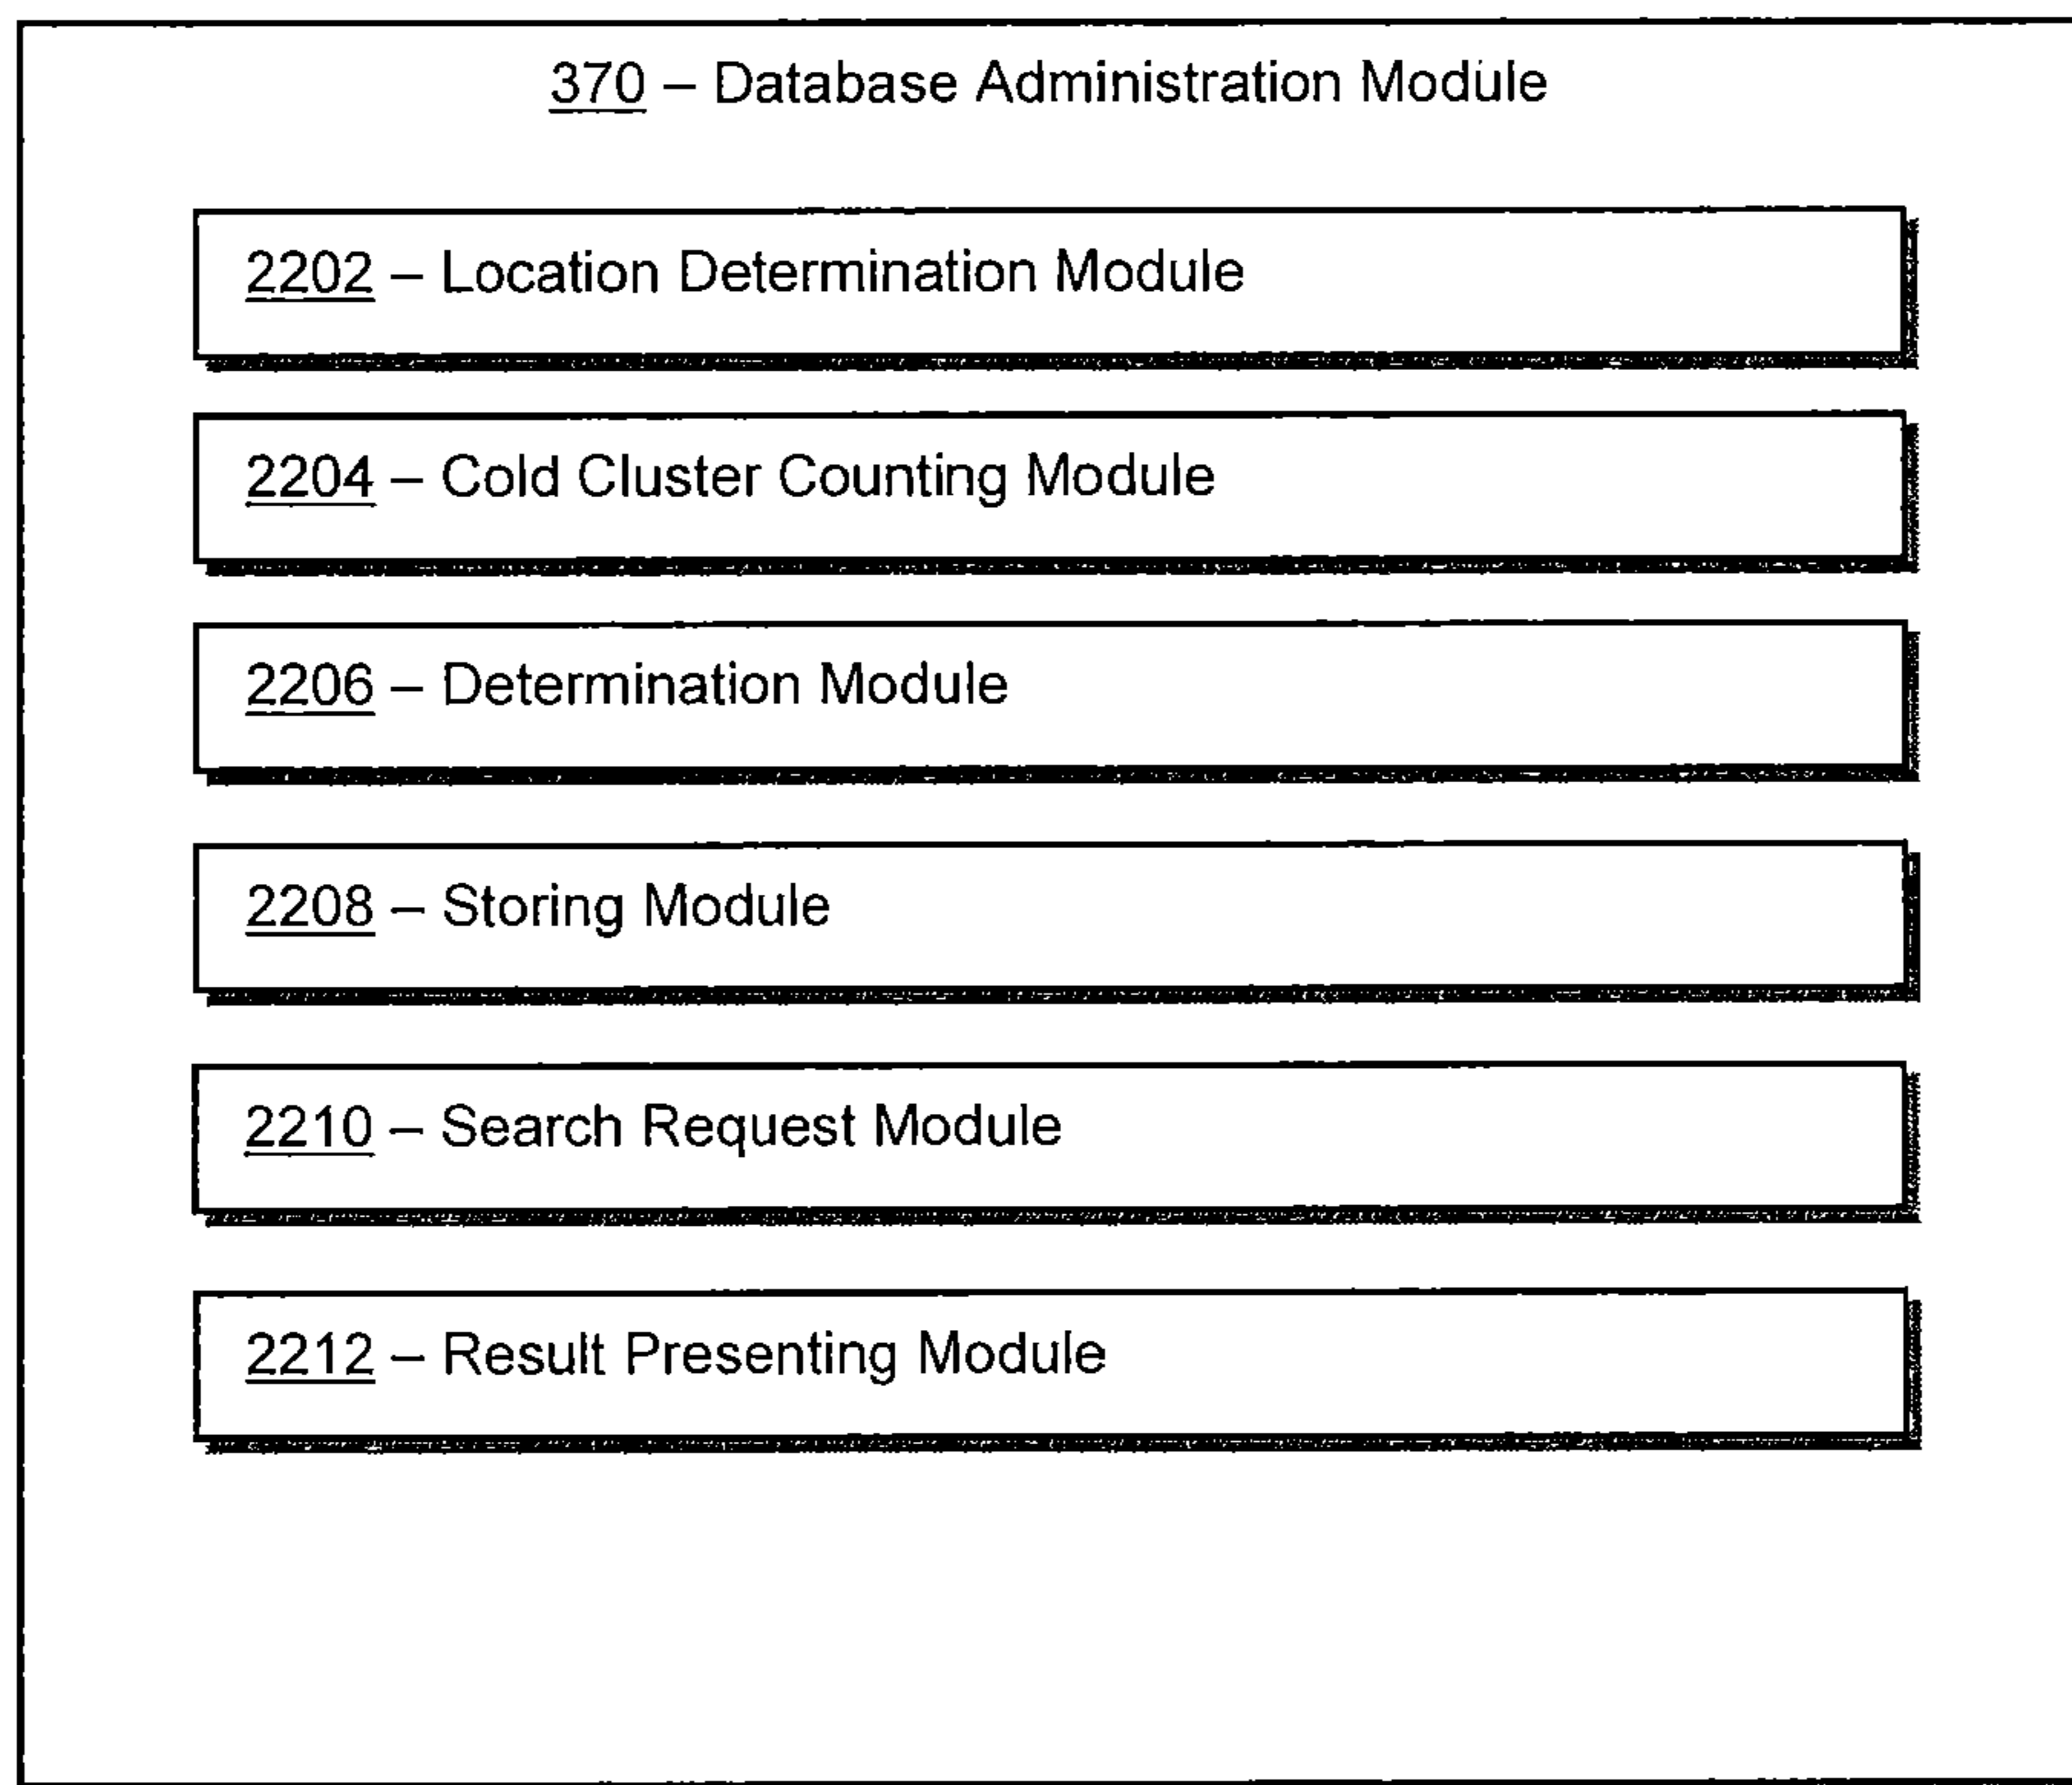 370 – Database Administration Module
2202 – Location Determination Module
2204 – Cold Cluster Counting Module
2206 – Determination Module
2208 – Storing Module
2210 – Search Request Module
2212 – Result Presenting Module